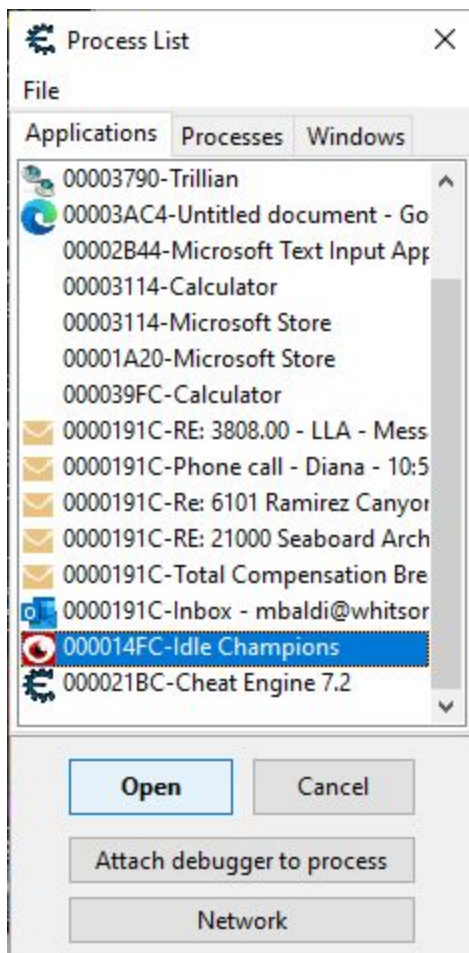 Process List
File
Applications Processes Windows
00003790-Trillian
00003AC4-Untitled document - Go
00002B44-Microsoft Text Input App
00003114-Calculator
00003114-Microsoft Store
00001A20-Microsoft Store
000039FC-Calculator
0000191C-RE: 3808.00 - LLA - Mess
0000191C-Phone call - Diana - 10:5
0000191C-Re: 6101 Ramirez Canyon
0000191C-RE: 21000 Seaboard Arch
0000191C-Total Compensation Bre
0000191C-Inbox - mbaldi@whitsor
000014FC-Idle Champions
000021BC-Cheat Engine 7.2
Open Cancel
Attach debugger to process
Network